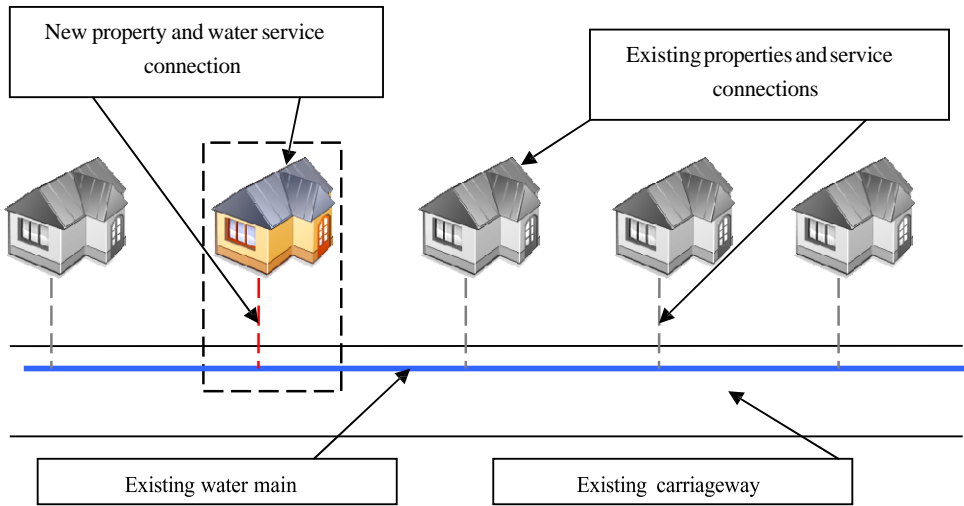 New property and water service
connection
Existing properties and service
connections
Existing water main
Existing carriageway